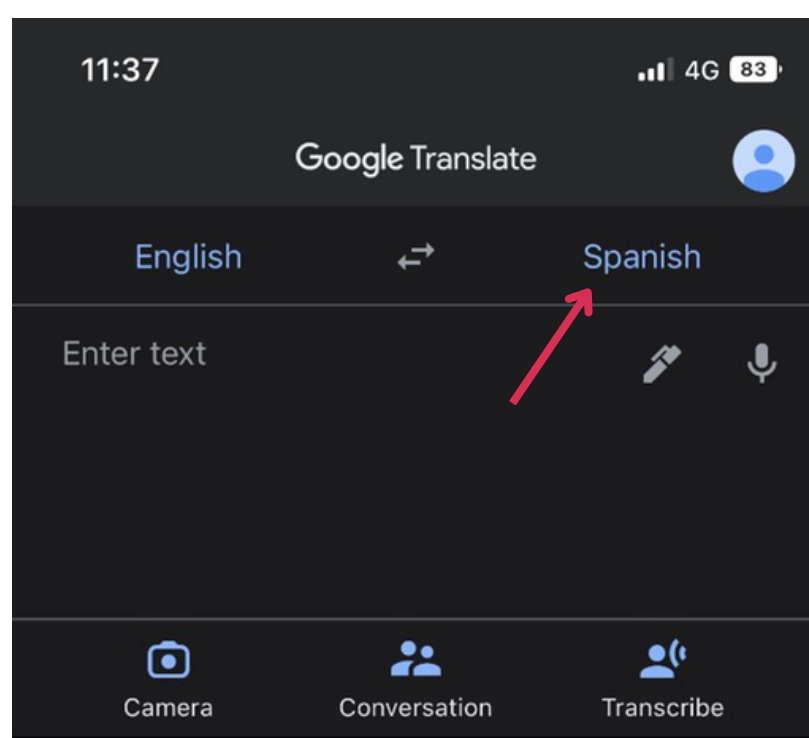 11:37 4G 83
Google Translate
English Spanish
Enter text
Camera Conversation Transcribe